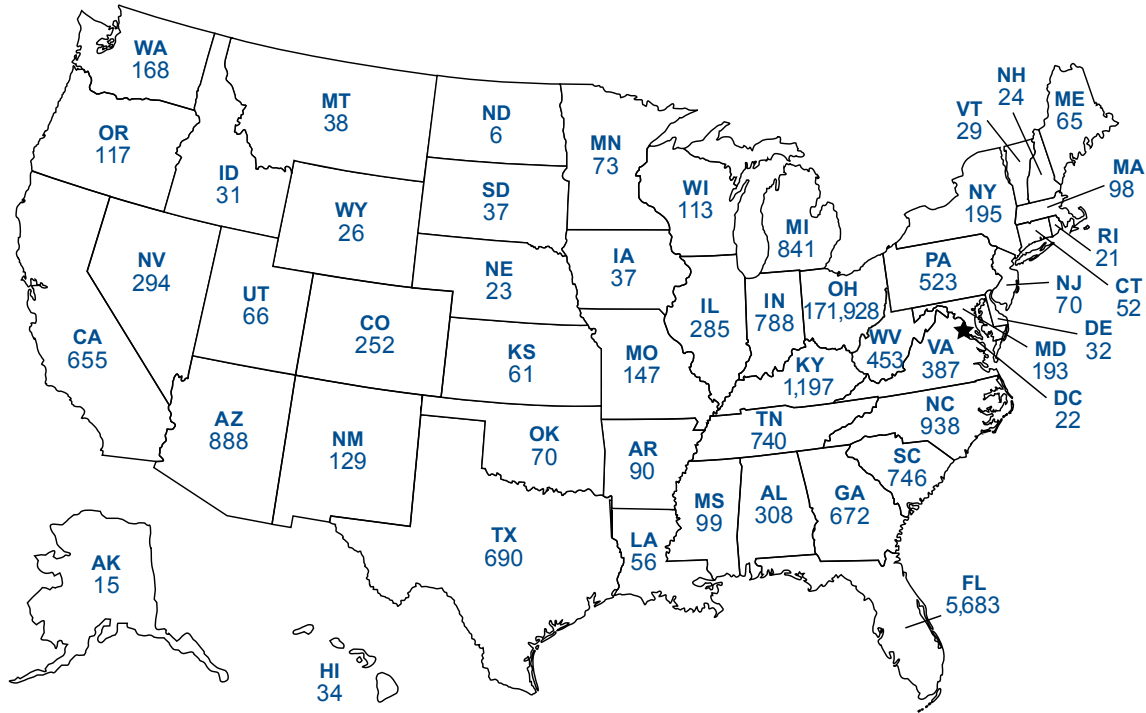 WA
168
OR
117
CA
655
NV
294
ID
31
MT
38
WY
26
UT
66
AZ
888
CO
252
NM
129
ND
6
SD
37
NE
23
KS
61
OK
70
TX
690
MN
73
IA
37
MO
147
AR
90
LA
56
WI
113
IL
285
MI
841
IN
788
OH
171,928
KY
1,197
TN
740
MS
99
AL
308
GA
672
FL
5,683
SC
746
NC
938
VA
387
WV
453
PA
523
NY
195
VT
29
NH
24
ME
65
MA
98
RI
21
CT
52
NJ
70
DE
32
MD
193
DC
22
AK
15
HI
34